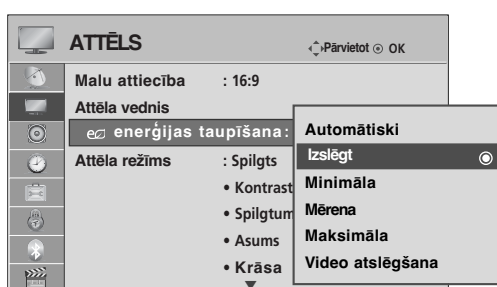 ATTĒLS
Pārvietot OK
Malu attiecība : 16:9
Attēla vednis
enerģijas taupīšana:
Attēla režīms : Spilgts
• Kontrast
• Spilgtum
• Asums
• Krāsa
Automātiski
Izslēgt
Minimāla
Mērena
Maksimāla
Video atslēgšana